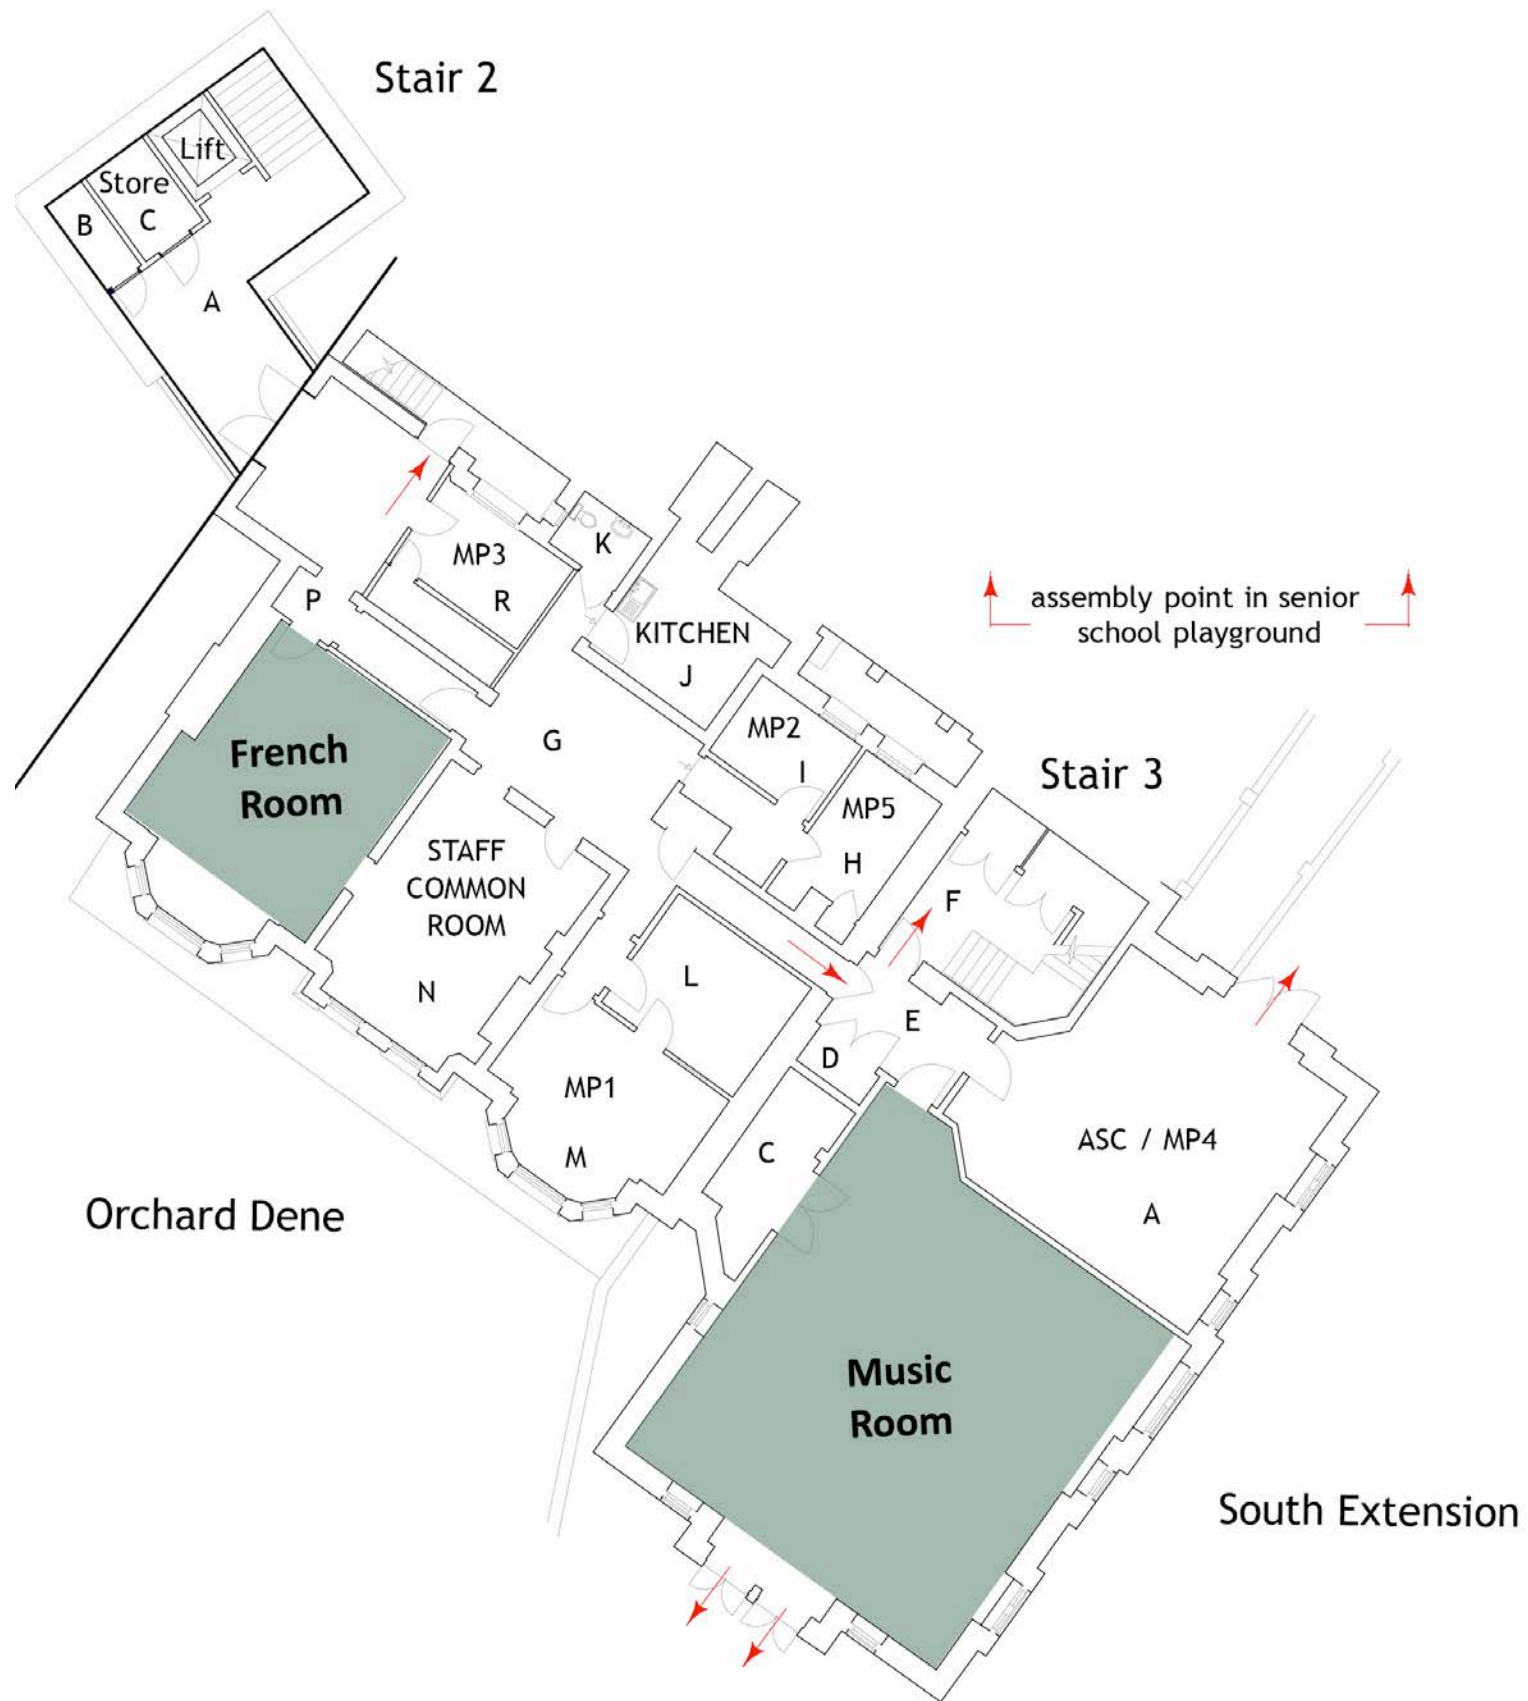 Stair 2
Lift
Store
C
B
A
MP3
R
K
P
KITCHEN
J
assembly point in senior
school playground
French
Room
G
MP2
I
Stair 3
MP5
H
STAFF
COMMON
ROOM
N
F
L
E
D
MP1
M
C
ASC / MP4
A
Orchard Dene
Music
Room
South Extension